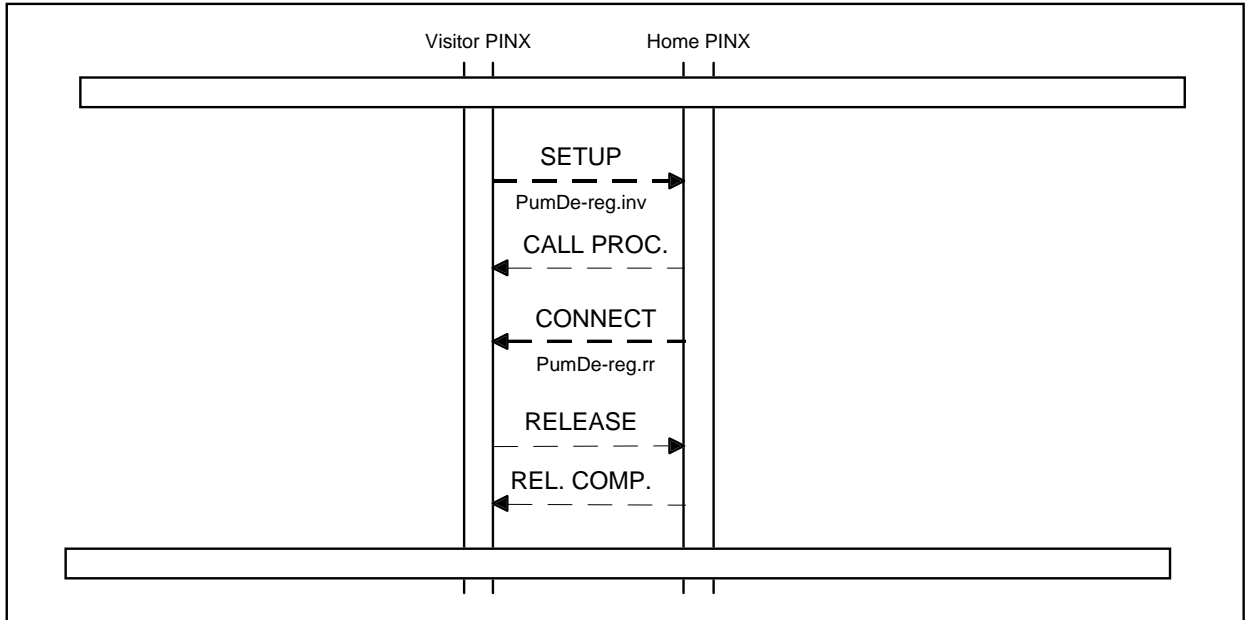 Visitor PINX Home PINX
SETUP
PumDe-reg.inv
CALL PROC.
CONNECT
PumDe-reg.rr
RELEASE
REL. COMP.